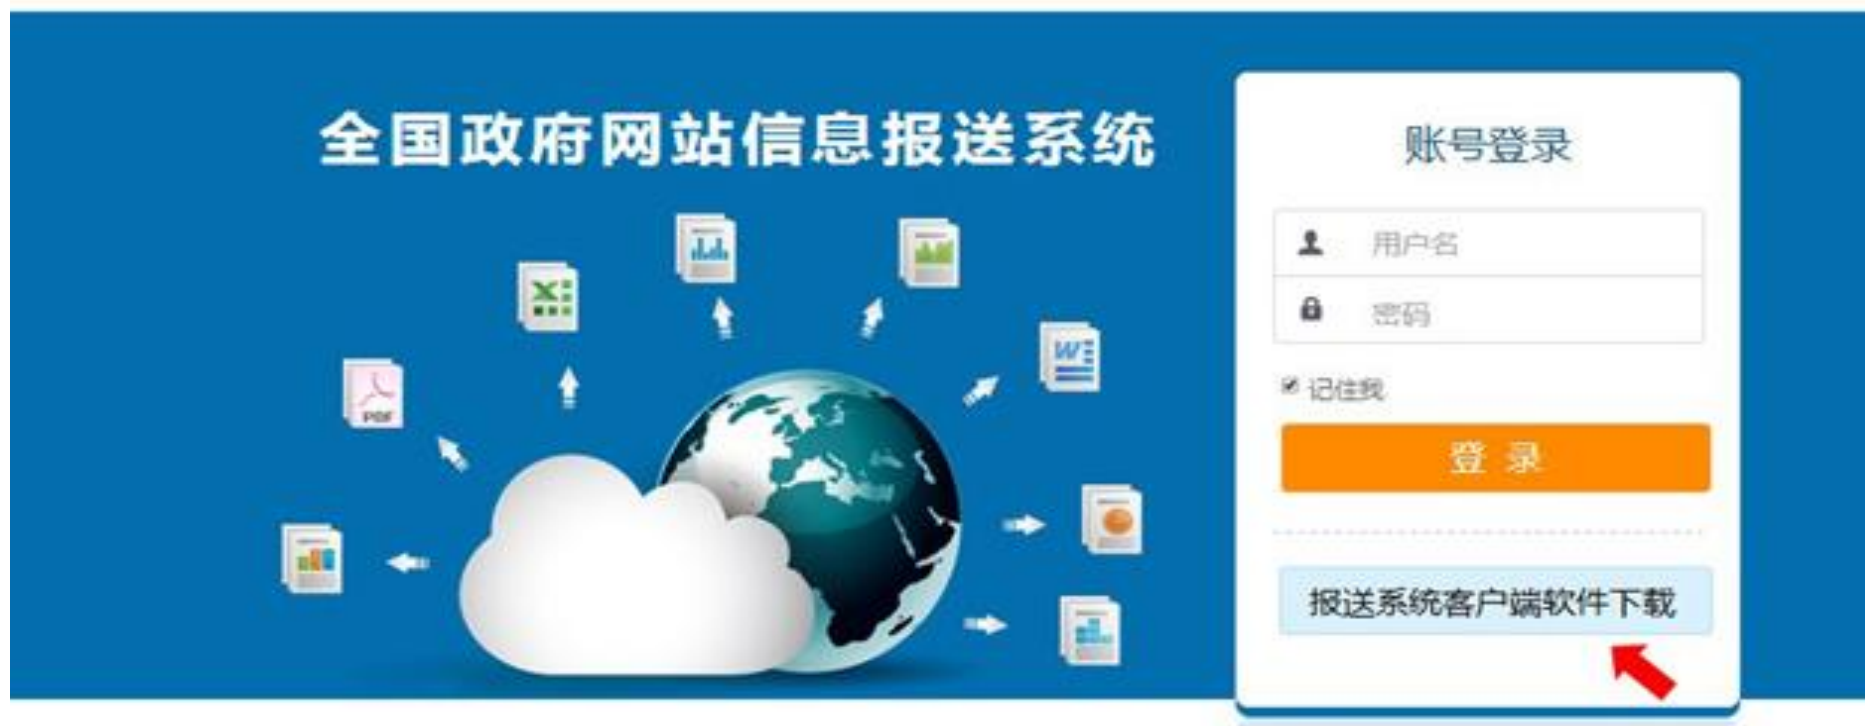 全国政府网站信息报送系统
PDF
X
W
账号登录
用户名
密码
记住我
登录
报送系统客户端软件下载